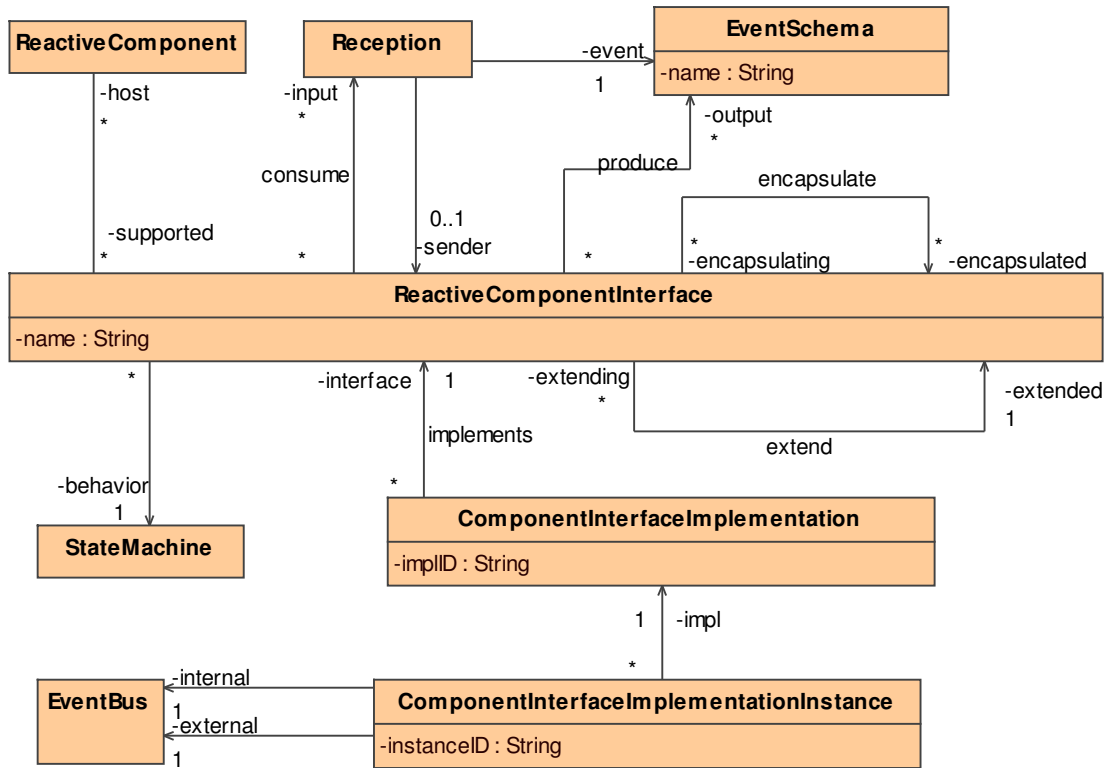 ReactiveComponent
Reception
EventSchema
-name : String
-event
1
-host
*
-input
*
-output
*
consume
produce
encapsulate
-supported
*
*
0..1
-sender
*
*
-encapsulating
*
-encapsulated
ReactiveComponentInterface
-name : String
*
-interface
1
-extending
*
-extended
1
implements
extend
-behavior
1
*
StateMachine
ComponentInterfaceImplementation
-implID : String
1
-impl
*
EventBus
-internal
1
-external
1
ComponentInterfaceImplementationInstance
-instanceID : String